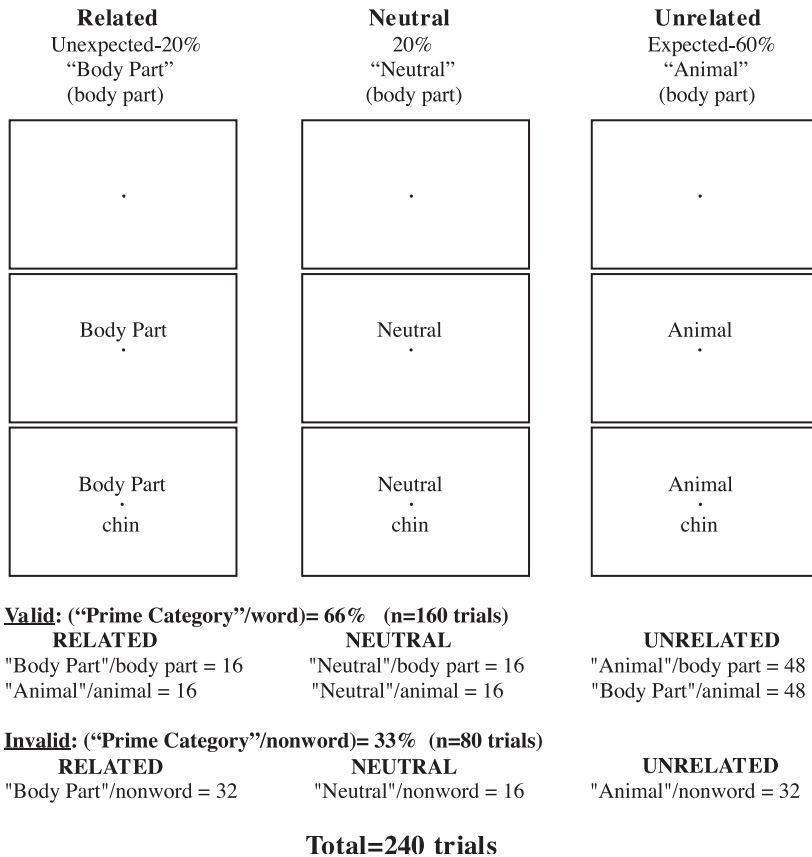 Related Neutral Unrelated
Unexpected-20% 20% Expected-60%
“Body Part” “Neutral” “Animal”
(body part) (body part) (body part)
Body Part Neutral Animal
Body Part Neutral Animal
chin chin chin
Valid: (“Prime Category”/word)= 66% (n=160 trials)
RELATED NEUTRAL UNRELATED
"Body Part"/body part = 16 "Neutral"/body part = 16 "Animal"/body part = 48
"Animal"/animal = 16 "Neutral"/animal = 16 "Body Part"/animal = 48
Invalid: (“Prime Category”/nonword)= 33% (n=80 trials)
RELATED NEUTRAL UNRELATED
"Body Part"/nonword = 32 "Neutral"/nonword = 16 "Animal"/nonword = 32
Total=240 trials